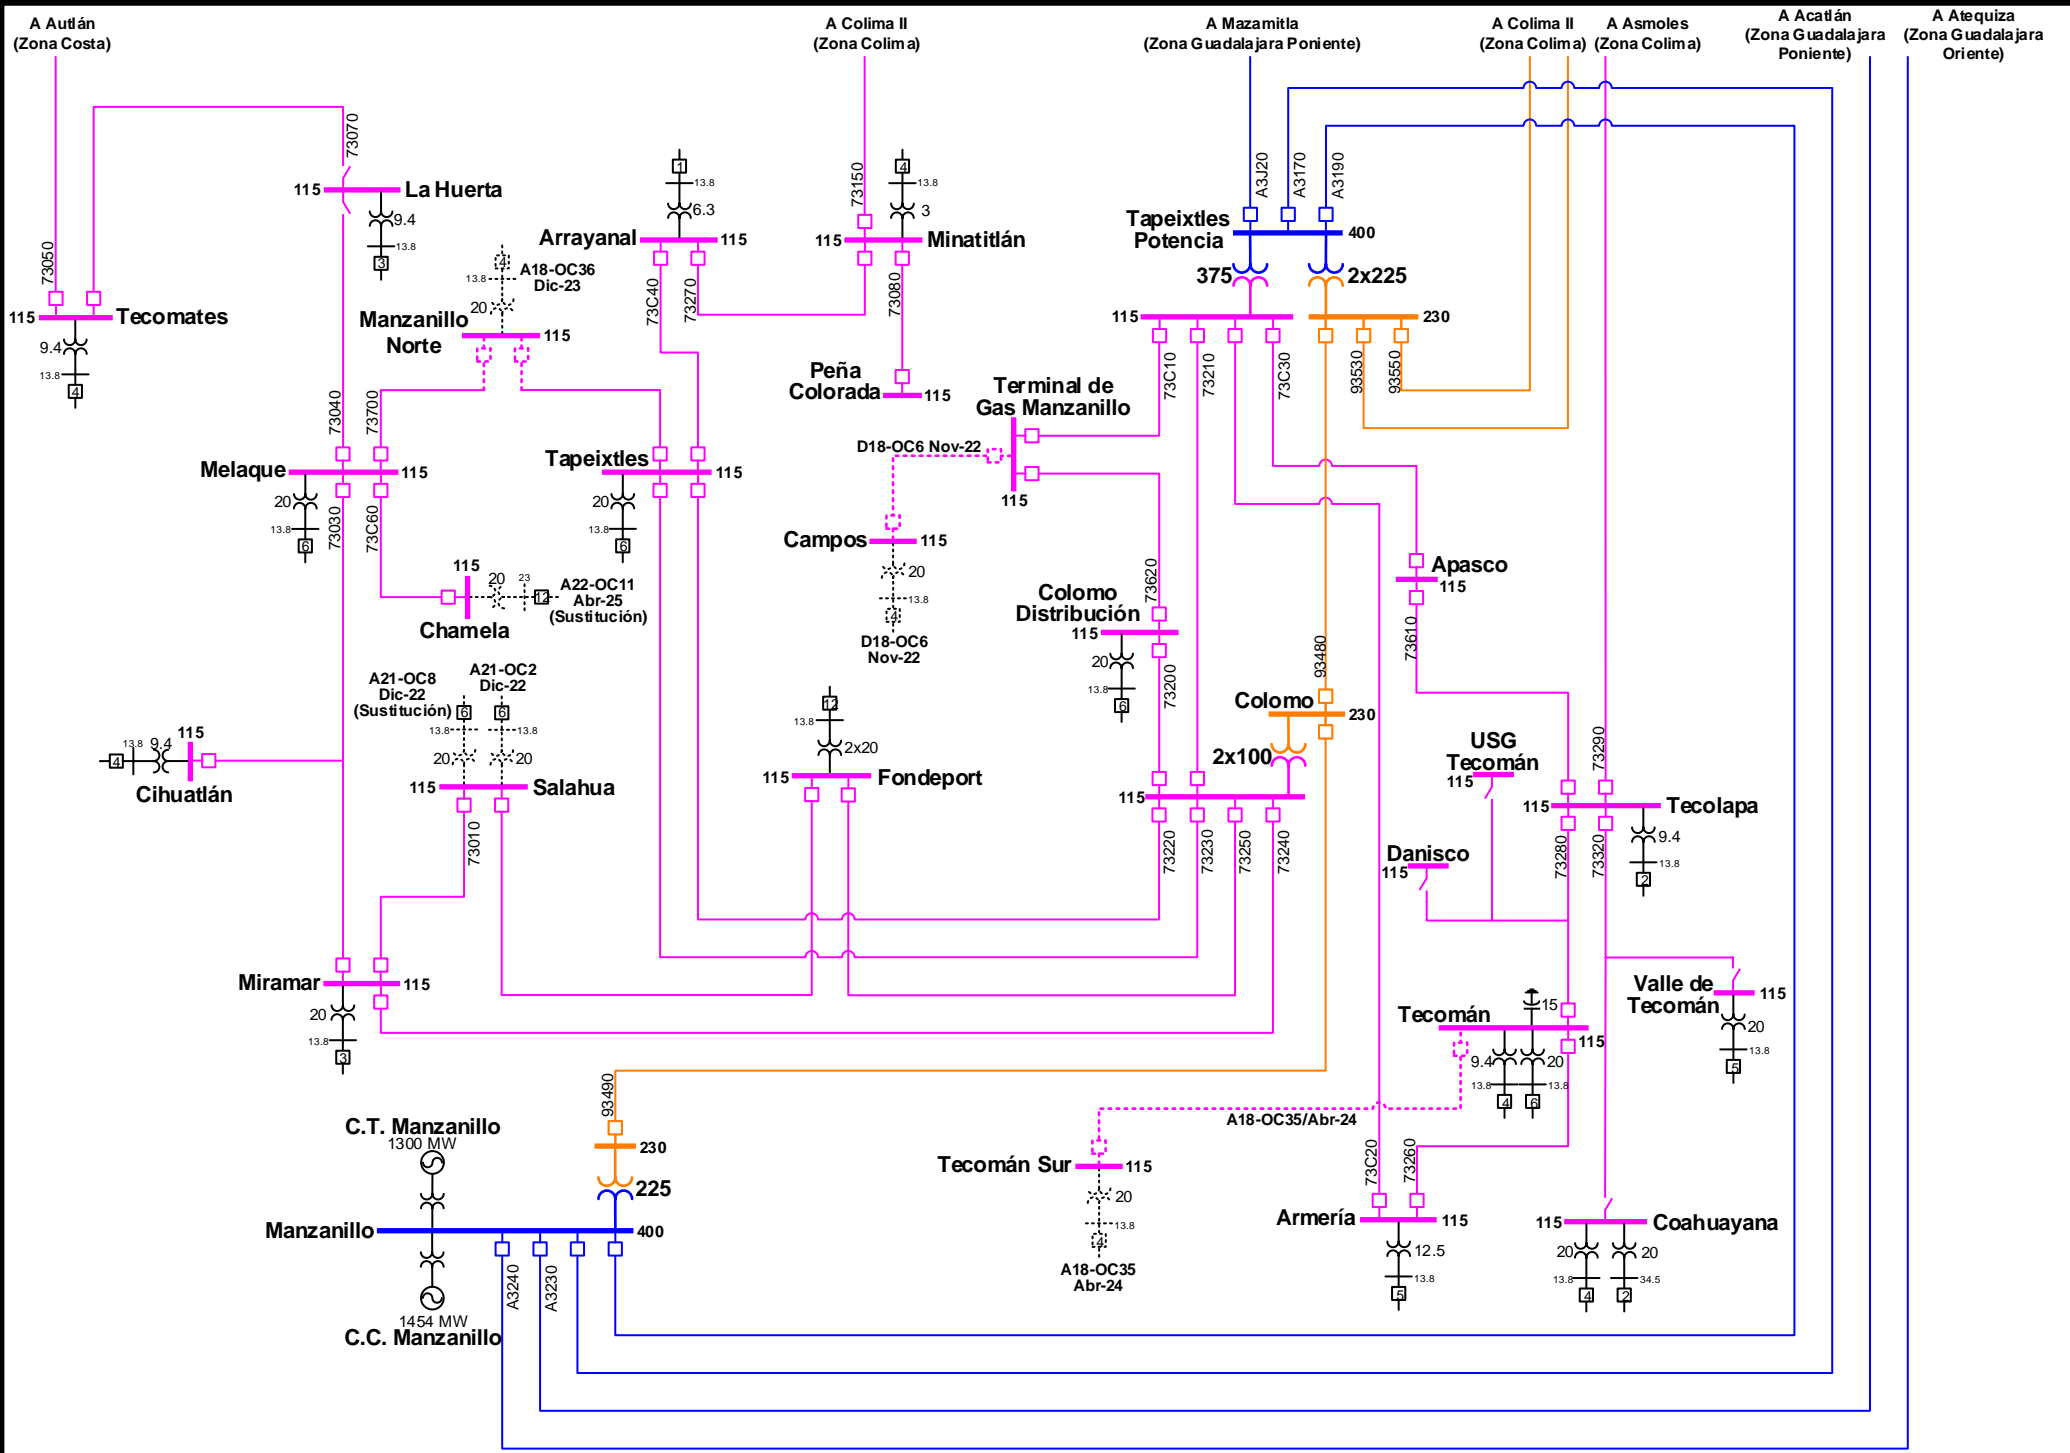 A Autlán
(Zona Costa)
A Colima II
(Zona Colima)
A Mazamitla
(Zona Guadalajara Poniente)
A Colima II
(Zona Colima)
A Asmoles
(Zona Colima)
A Acatlán
(Zona Guadalajara
Poniente)
A Atequiza
(Zona Guadalajara
Oriente)
73070
115
La Huerta
9.4
13.8
3
73050
115
Tecomates
9.4
13.8
4
1
13.8
6.3
Arrayanal
115
73C40
73270
73150
4
13.8
3
115
Minatitlán
73080
Peña
Colorada
115
4
13.8
A18-OC36
Dic-23
20
Manzanillo
Norte
115
73040
73700
Melaque
115
20
13.8
6
73030
73C60
115
20
23
12
A22-OC11
Abr-25
(Sustitución)
Chamela
Tapeixtles
115
20
13.8
6
A3J20
A3170
A3190
Tapeixtles
Potencia
400
375
2x225
115
230
73C10
73210
73C30
93530
93550
Terminal de
Gas Manzanillo
D18-OC6 Nov-22
115
Campos
115
20
13.8
4
D18-OC6
Nov-22
73620
Colomo
Distribución
115
20
13.8
6
73200
Apasco
115
73610
93480
Colomo
230
2x100
115
73220
73230
73250
73240
A21-OC8
Dic-22
(Sustitución)
A21-OC2
Dic-22
6
6
13.8
13.8
20
20
115
Salahua
73010
12
13.8
2x20
115
Fondeport
13.8
9.4
115
4
Cihuatlán
USG
Tecomán
115
Danisco
115
73290
115
Tecolapa
9.4
13.8
2
73280
73320
Miramar
115
20
13.8
3
Valle de
Tecomán
115
20
13.8
5
15
Tecomán
115
9.4
20
13.8
13.8
4
6
A18-OC35/Abr-24
Tecomán Sur
115
20
13.8
4
A18-OC35
Abr-24
73C20
73260
Armería
115
12.5
13.8
5
115
Coahuayana
20
20
13.8
34.5
4
2
93490
230
225
C.T. Manzanillo
1300 MW
Manzanillo
400
A3240
A3230
1454 MW
C.C. Manzanillo